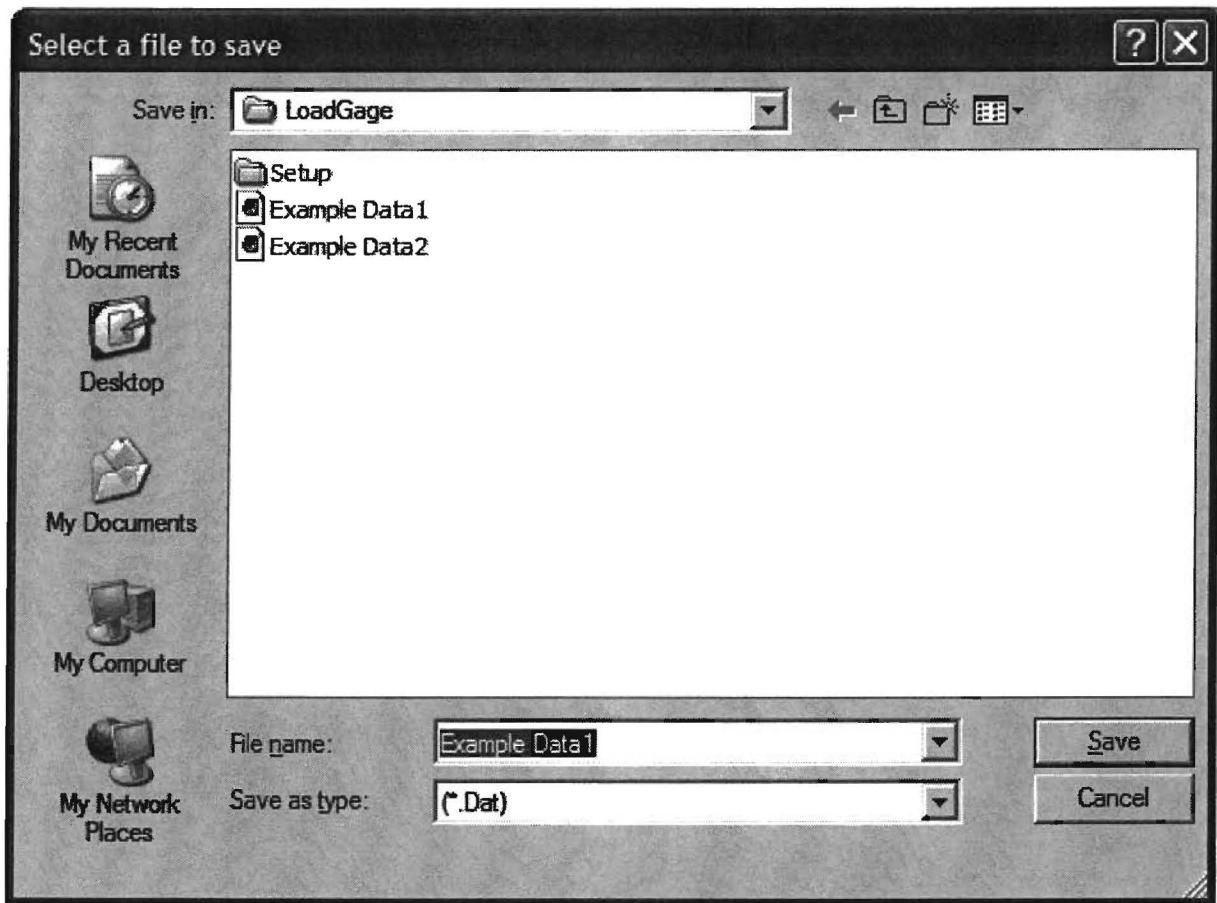 Select a file to save
Save in: LoadGage
Setup
Example Data1
Example Data2
My Recent
Documents
Desktop
My Documents
My Computer
My Network
Places
File name: Example Data1 Save
Save as type: (*.Dat) Cancel